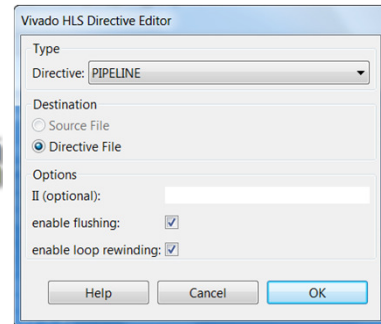 Vivado HLS Directive Editor
Type
Directive: PIPELINE
Destination
Source File
Directive File
Options
II (optional):
enable flushing:
enable loop rewinding:
Help Cancel OK